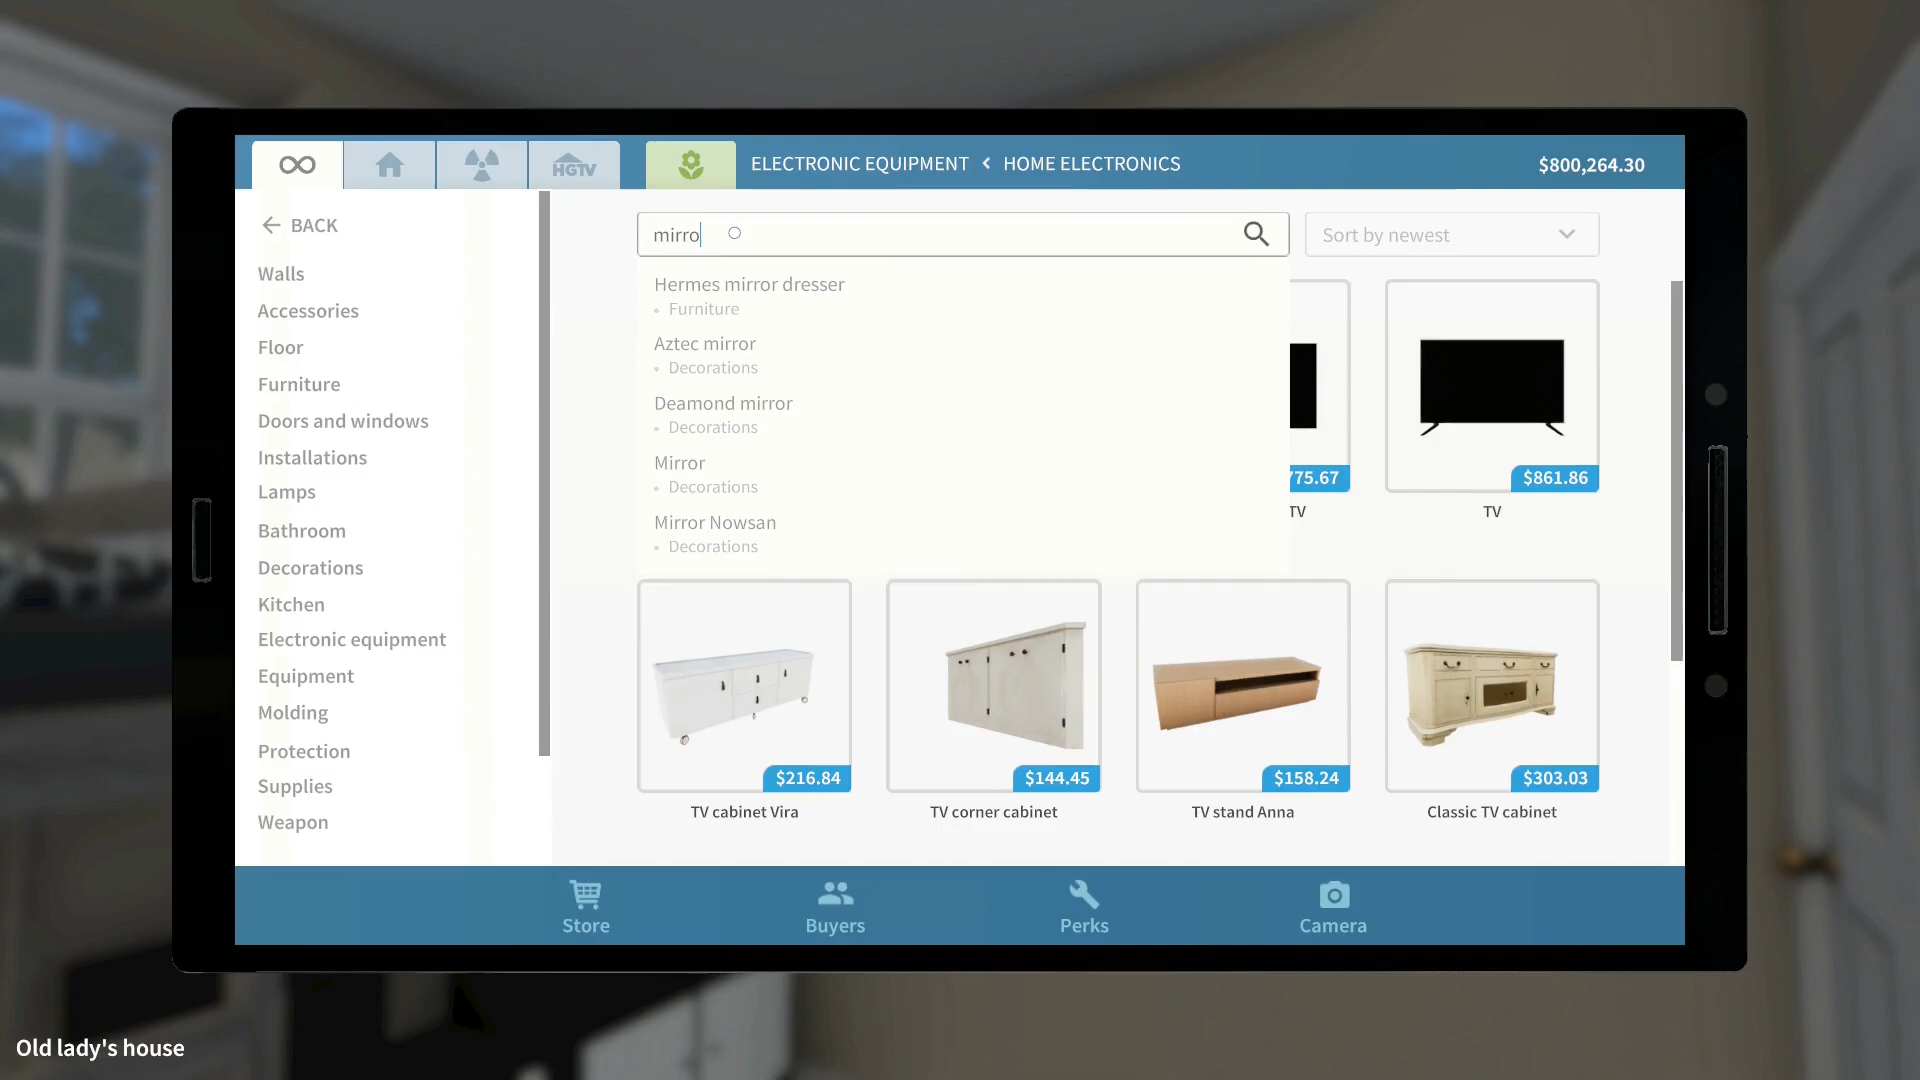 HGTV
ELECTRONIC EQUIPMENT < HOME ELECTRONICS
$800,264.30
BACK
mirro
Sort by newest
Walls
Accessories
Floor
Furniture
Doors and windows
Installations
Lamps
Bathroom
Decorations
Kitchen
Electronic equipment
Equipment
Molding
Protection
Supplies
Weapon
Hermes mirror dresser
• Furniture
Aztec mirror
• Decorations
Deamond mirror
• Decorations
Mirror
• Decorations
Mirror Nowsan
• Decorations
775.67
TV
$861.86
TV
$216.84
TV cabinet Vira
$144.45
TV corner cabinet
$158.24
TV stand Anna
$303.03
Classic TV cabinet
Store
Buyers
Perks
Camera
Old lady's house